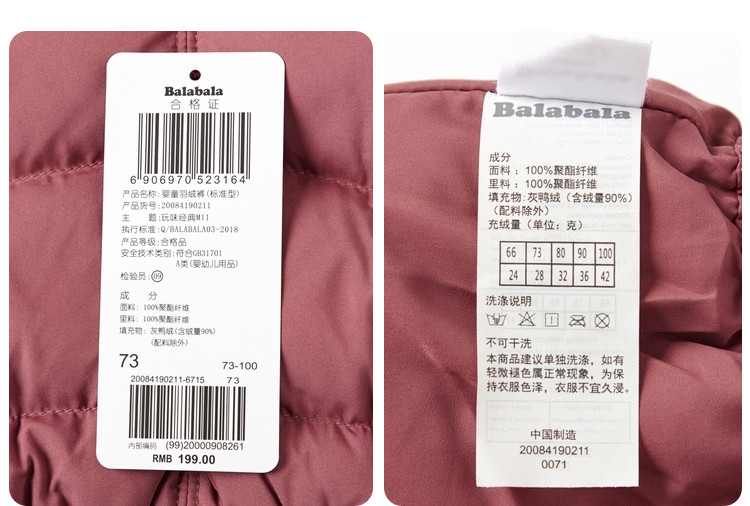 Balabala
合格证
6 906970 523164
产品名称: 婴童羽绒裤(标准型)
产品货号: 20084190211
主 题: 玩味经典M11
执行标准: Q/BALABALA03-2018
产品等级: 合格品
安全技术类别: 符合GB31701
A类(婴幼儿用品)
检验员: 09
成 分
面料: 100%聚酯纤维
里料: 100%聚酯纤维
填充物: 灰鸭绒(含绒量90%)
(配料除外)
73 73-100
20084190211-6715 73
内部编码 (99)20000908261
RMB 199.00
Balabala
成分
面料：100%聚酯纤维
里料：100%聚酯纤维
填充物: 灰鸭绒（含绒量90%）
（配料除外）
充绒量（单位：克）
66 73 80 90 100
24 28 32 36 42
洗涤说明
不可干洗
本商品建议单独洗涤，如有
轻微褪色属正常现象，为保
持衣服色泽，衣服不宜久浸。
中国制造
20084190211
0071